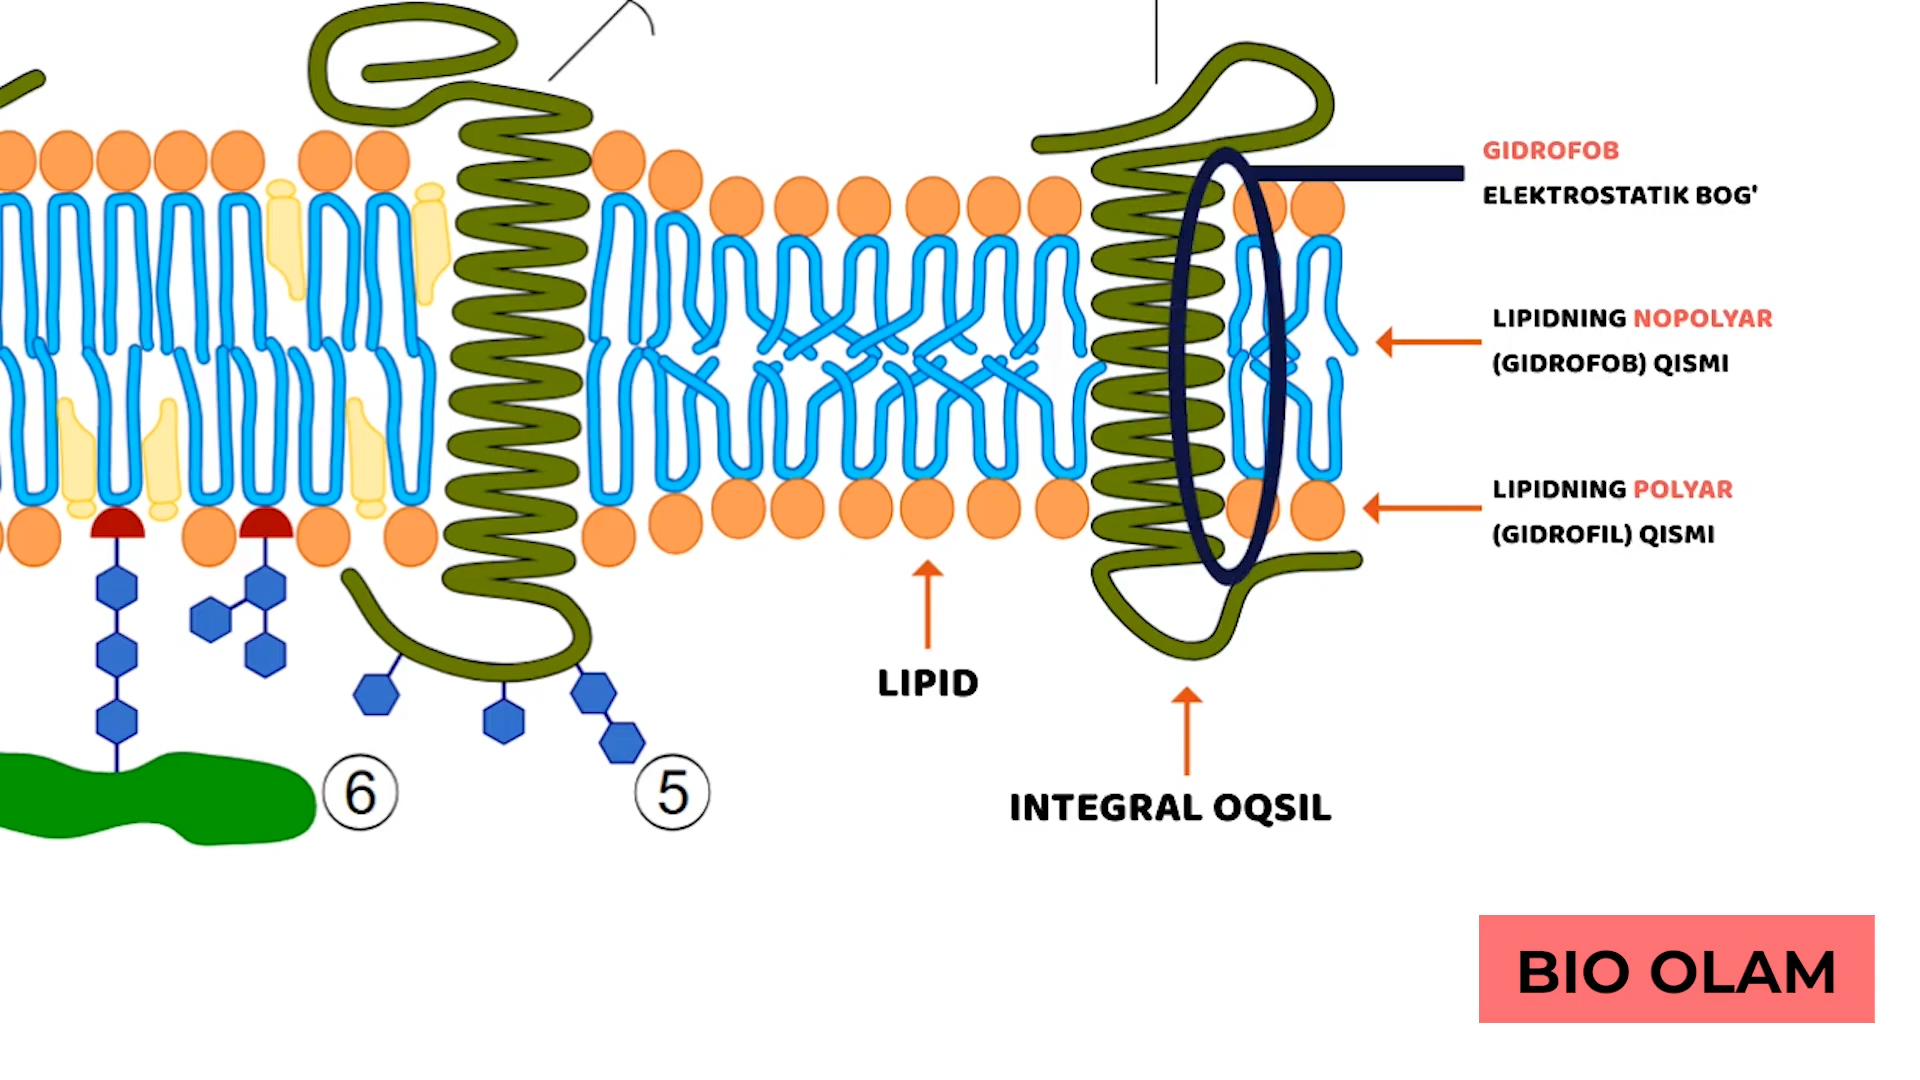 GIDROFOB
ELEKTROSTATIK BOG'
LIPIDNING NOPOLYAR
(GIDROFOB) QISMI
LIPIDNING POLYAR
(GIDROFIL) QISMI
LIPID
INTEGRAL OQSIL
6
5
BIO OLAM